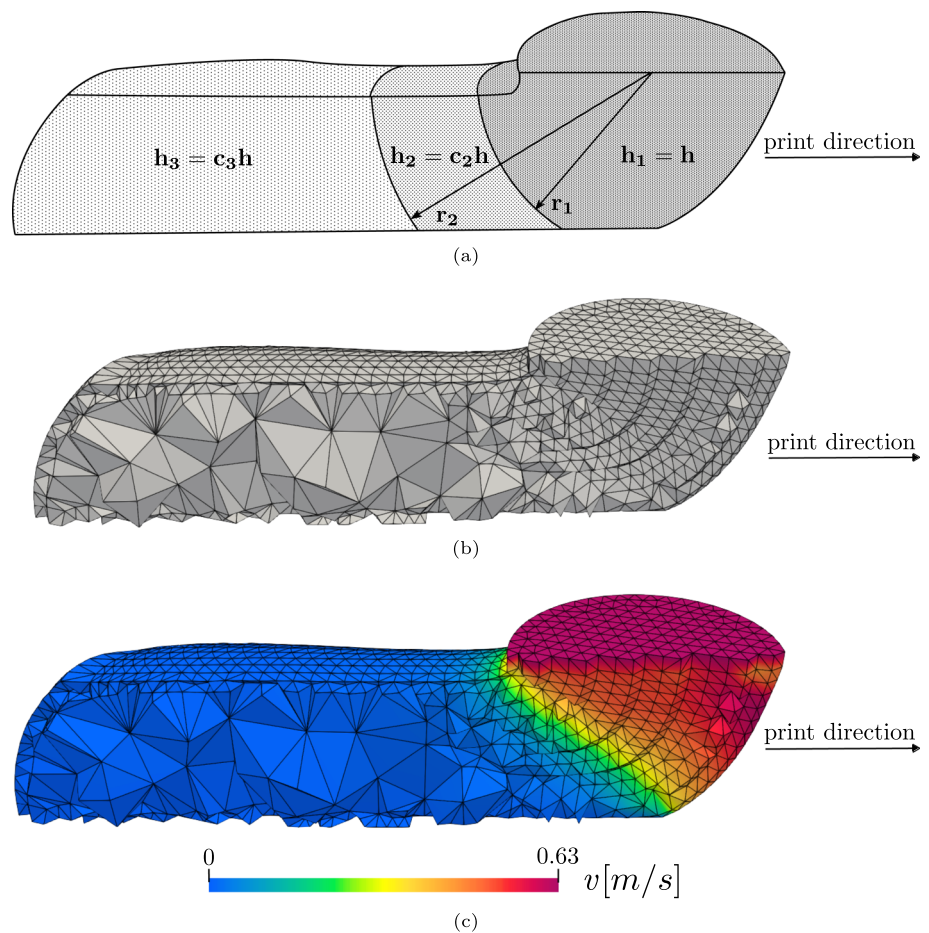 print direction
h₃ = c₃h
h₂ = c₂h
h₁ = h
r₂
r₁
(a)
print direction
(b)
print direction
0
0.63
v[m/s]
(c)